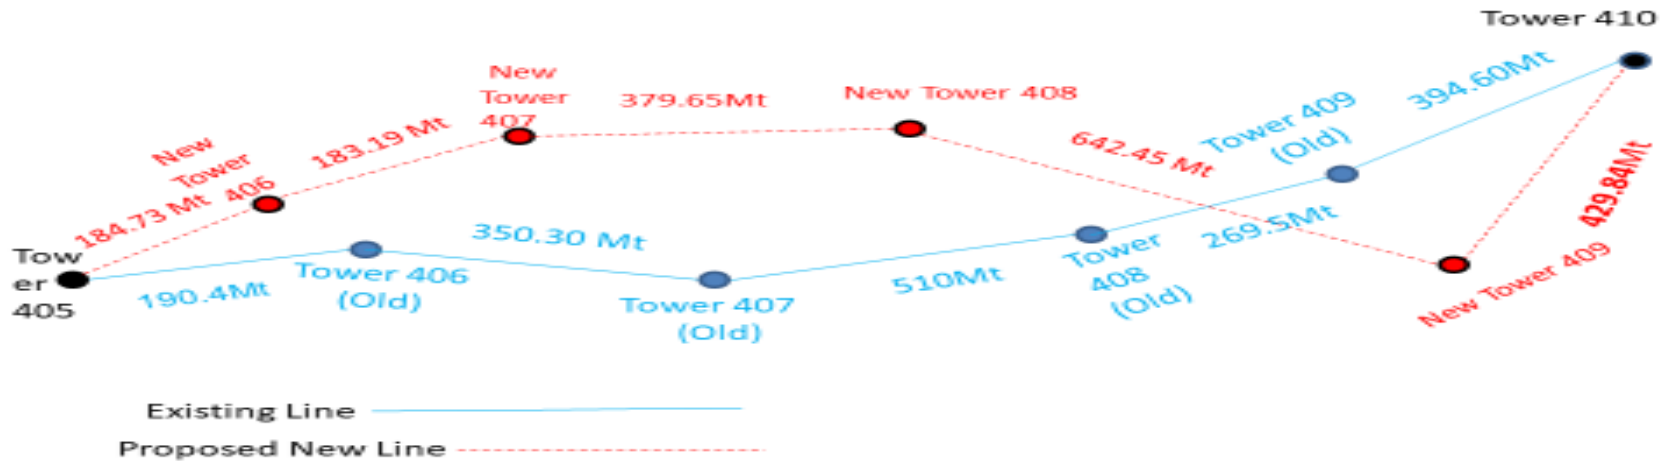 Tower 410
New
Tower
407
379.65Mt
New Tower 408
394.60Mt
Tower 409
(Old)
642.45 Mt
183.19 Mt
New
Tower
406
184.73 Mt
429.84Mt
Tow
er
405
190.4Mt
Tower 406
(Old)
350.30 Mt
Tower 407
(Old)
510Mt
Tower
408
(Old)
269.5Mt
New Tower 409
Existing Line
Proposed New Line